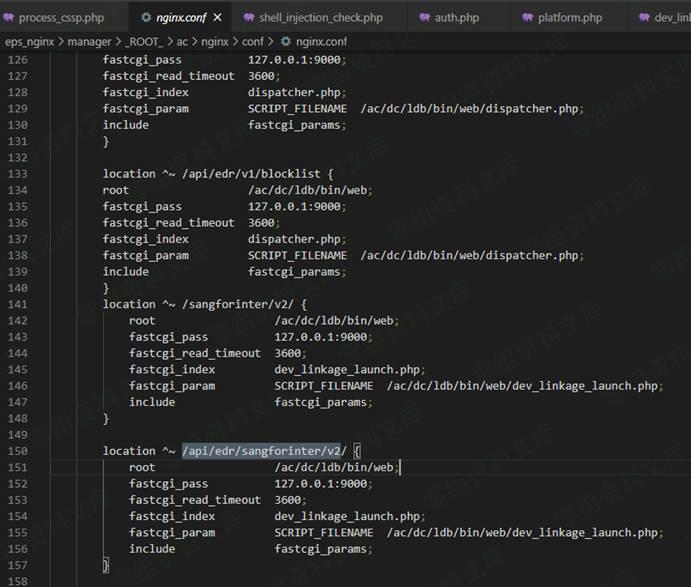 process_cssp.php nginx.conf × shell_injection_check.php auth.php platform.php
eps_nginx > manager > _ROOT_ > ac > nginx > conf > nginx.conf
126 fastcgi_pass 127.0.0.1:9000;
127 fastcgi_read_timeout 3600;
128 fastcgi_index dispatcher.php;
129 fastcgi_param SCRIPT_FILENAME /ac/dc/ldb/bin/web/dispatcher.php;
130 include fastcgi_params;
131 }
132
133 location ^~ /api/edr/v1/blocklist {
134 root /ac/dc/ldb/bin/web;
135 fastcgi_pass 127.0.0.1:9000;
136 fastcgi_read_timeout 3600;
137 fastcgi_index dispatcher.php;
138 fastcgi_param SCRIPT_FILENAME /ac/dc/ldb/bin/web/dispatcher.php;
139 include fastcgi_params;
140 }
141 location ^~ /sangforinter/v2/ {
142 root /ac/dc/ldb/bin/web;
143 fastcgi_pass 127.0.0.1:9000;
144 fastcgi_read_timeout 3600;
145 fastcgi_index dev_linkage_launch.php;
146 fastcgi_param SCRIPT_FILENAME /ac/dc/ldb/bin/web/dev_linkage_launch.php;
147 include fastcgi_params;
148 }
149
150 location ^~ /api/edr/sangforinter/v2/ {
151 root /ac/dc/ldb/bin/web;
152 fastcgi_pass 127.0.0.1:9000;
153 fastcgi_read_timeout 3600;
154 fastcgi_index dev_linkage_launch.php;
155 fastcgi_param SCRIPT_FILENAME /ac/dc/ldb/bin/web/dev_linkage_launch.php;
156 include fastcgi_params;
157 }
158